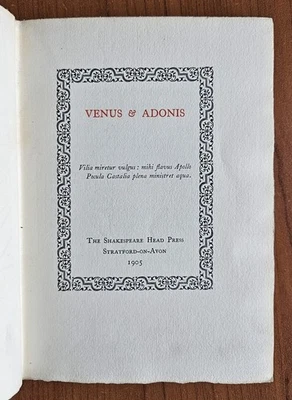 VENUS & ADONIS
Vilia miretur vulgus: mihi flavus Apollo
Pocula Castalia plena ministret aqua.
THE SHAKESPEARE HEAD PRESS
STRATFORD-ON-AVON
1905